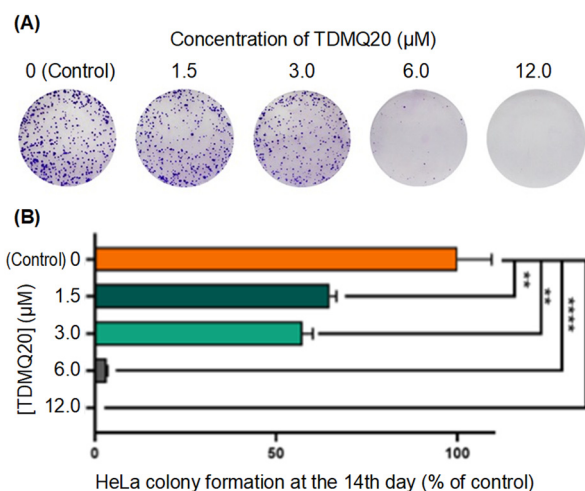 (A)
Concentration of TDMQ20 (µM)
0 (Control) 1.5 3.0 6.0 12.0
(B)
(Control) 0
1.5
3.0
6.0
12.0
[TDMQ20] (µM)
** ** ****
0 50 100
HeLa colony formation at the 14th day (% of control)